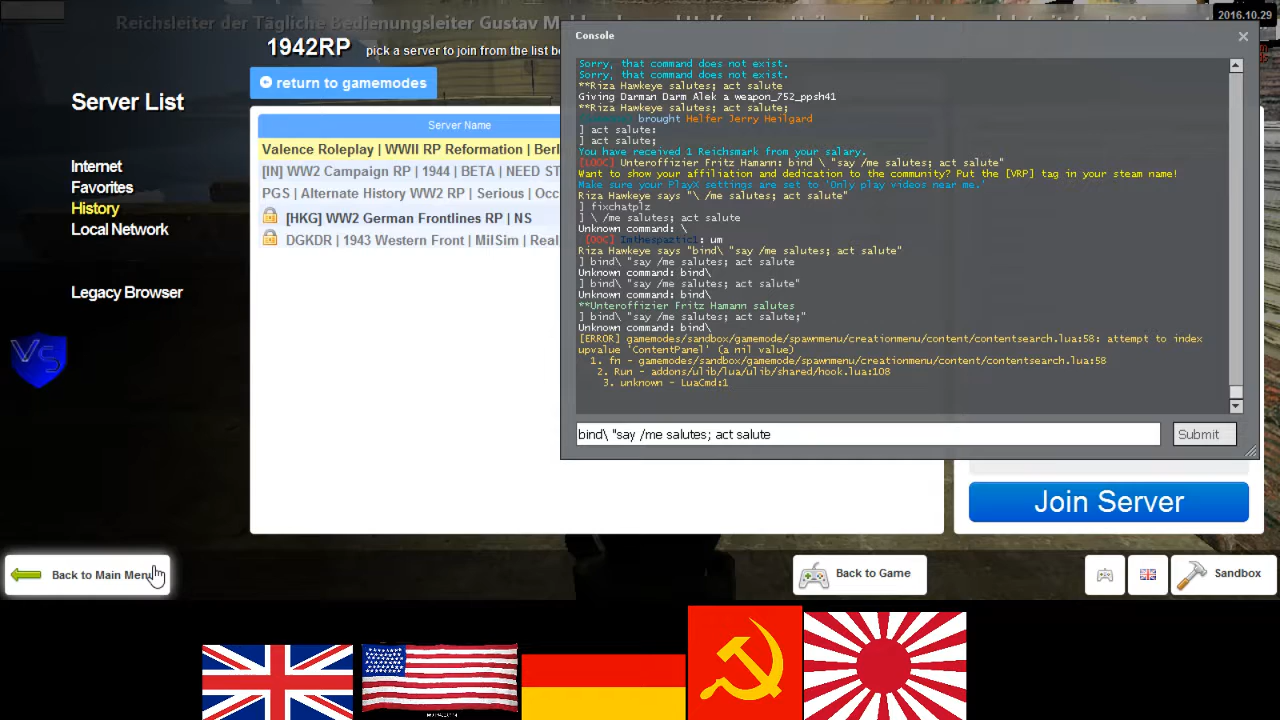 Reichsleiter der Tägliche Bedienungsleiter Gustav
2016.10.29
1942RP
pick a server to join from the list be
return to gamemodes
Server List
Internet
Favorites
History
Local Network
Legacy Browser
VS
Server Name
Valence Roleplay | WWII RP Reformation | Berl
[IN] WW2 Campaign RP | 1944 | BETA | NEED ST
PGS | Alternate History WW2 RP | Serious | Occ
[HKG] WW2 German Frontlines RP | NS
DGKDR | 1943 Western Front | MilSim | Real
Console
Sorry, that command does not exist.
Sorry, that command does not exist.
**Riza Hawkeye salutes; act salute
Giving Darman Darm Alek a weapon_752_ppsh41
**Riza Hawkeye salutes; act salute;
brought Helfer Jerry Heilgard
] act salute:
] act salute;
You have received 1 Reichsmark from your salary.
[LOOC] Unteroffizier Fritz Hamann: bind \ "say /me salutes; act salute"
Want to show your affiliation and dedication to the community? Put the [VRP] tag in your steam name!
Make sure your PlayX settings are set to 'Only play videos near me.'
Riza Hawkeye says "\ /me salutes; act salute"
] fixchatplz
] \ /me salutes; act salute
Unknown command: \
[OOC] Imthespaztic1: um
Riza Hawkeye says "bind\ "say /me salutes; act salute"
] bind\ "say /me salutes; act salute
Unknown command: bind\
] bind\ "say /me salutes; act salute"
Unknown command: bind\
**Unteroffizier Fritz Hamann salutes
] bind\ "say /me salutes; act salute;"
Unknown command: bind\
[ERROR] gamemodes/sandbox/gamemode/spawnmenu/creationmenu/content/contentsearch.lua:58: attempt to index
upvalue 'ContentPanel' (a nil value)
1. fn - gamemodes/sandbox/gamemode/spawnmenu/creationmenu/content/contentsearch.lua:58
2. Run - addons/ulib/lua/ulib/shared/hook.lua:108
3. unknown - LuaCmd:1
bind\ "say /me salutes; act salute
Submit
Join Server
Back to Main Menu
Back to Game
Sandbox